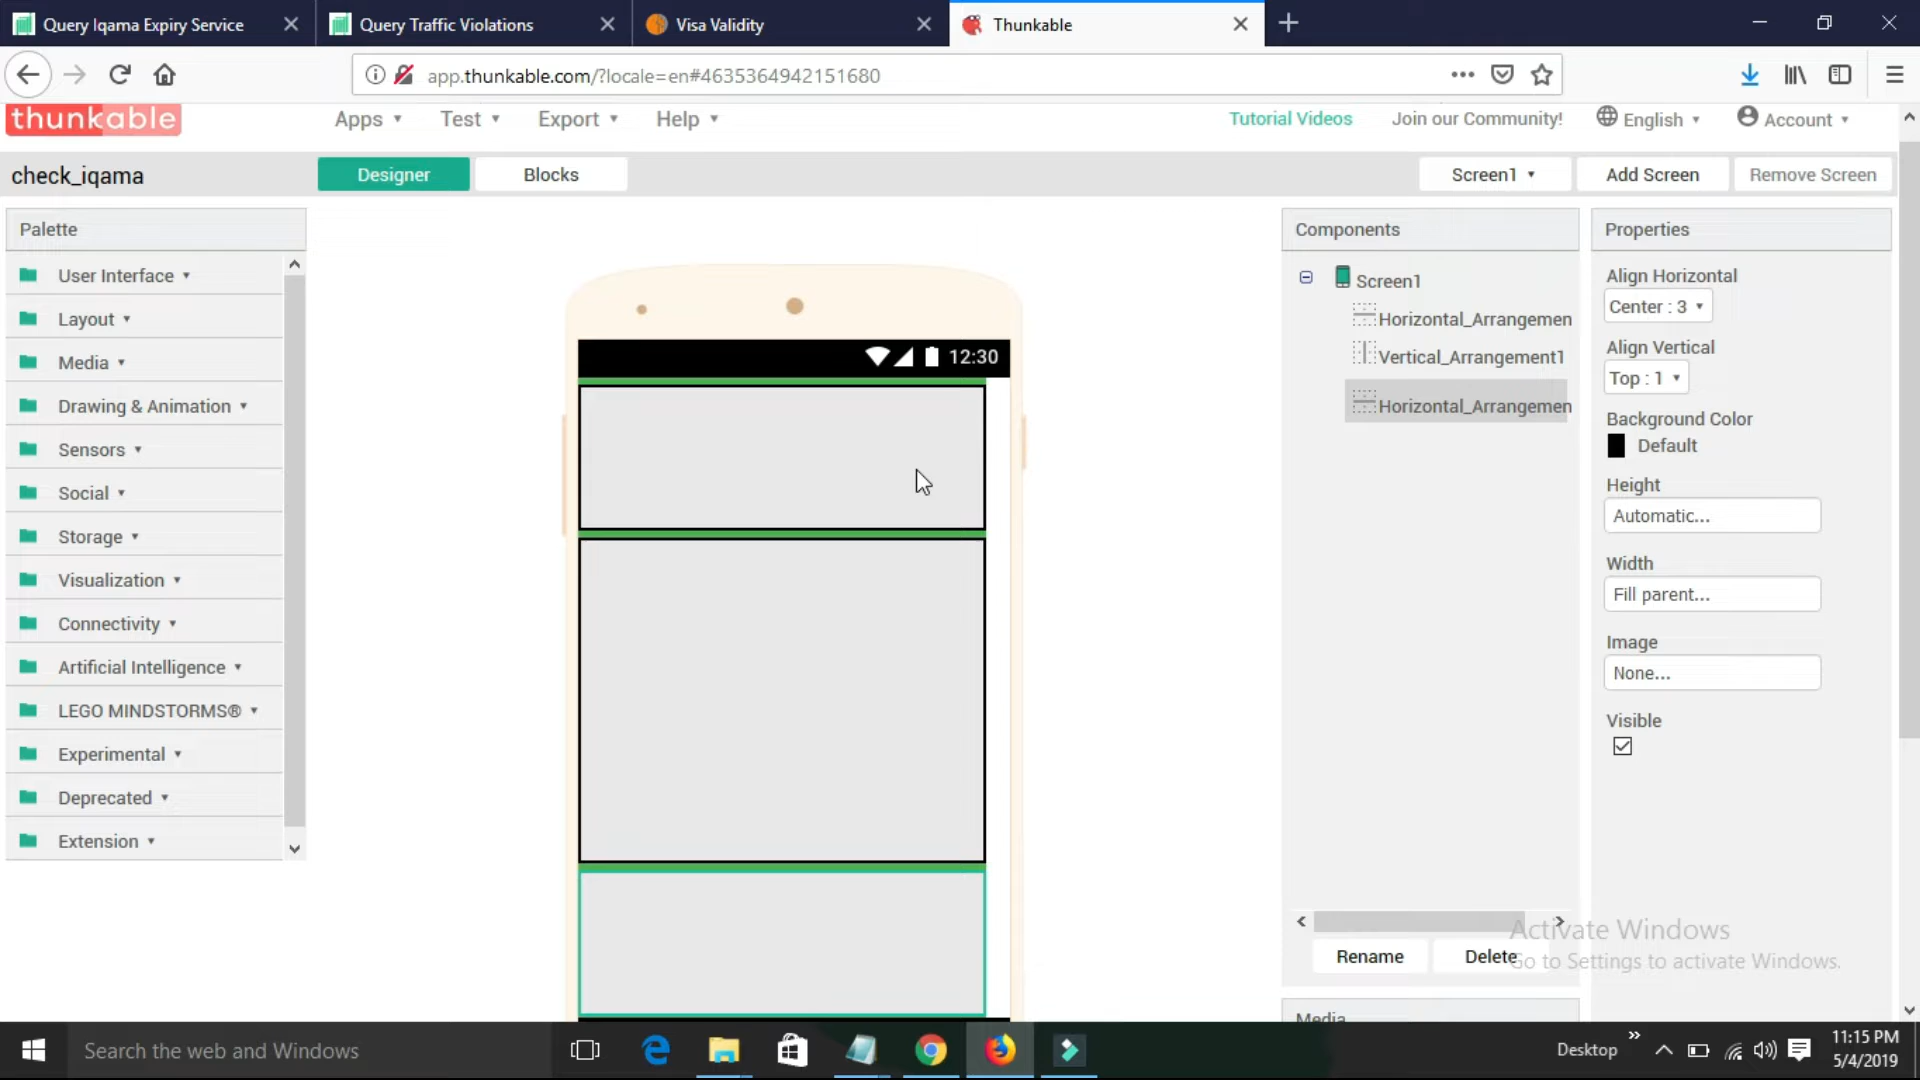 Query Iqama Expiry Service
Query Traffic Violations
Visa Validity
Thunkable
app.thunkable.com/?locale=en#4635364942151680
thunkable
Apps
Test
Export
Help
Tutorial Videos
Join our Community!
English
Account
check_iqama
Designer
Blocks
Screen1
Add Screen
Remove Screen
Palette
User Interface
Layout
Media
Drawing & Animation
Sensors
Social
Storage
Visualization
Connectivity
Artificial Intelligence
LEGO MINDSTORMS®
Experimental
Deprecated
Extension
12:30
Components
Screen1
Horizontal_Arrangemen
Vertical_Arrangement1
Horizontal_Arrangemen
Rename
Delete
Media
Properties
Align Horizontal
Center : 3
Align Vertical
Top : 1
Background Color
Default
Height
Automatic...
Width
Fill parent...
Image
None...
Visible
Activate Windows
Go to Settings to activate Windows.
Search the web and Windows
Desktop
11:15 PM
5/4/2019